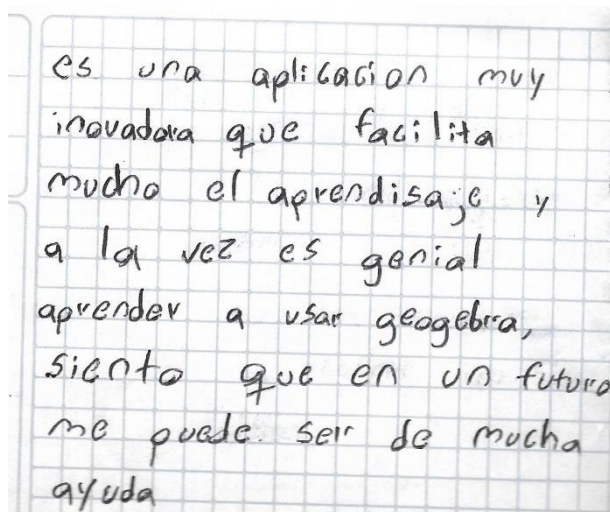 es una aplicacion muy
inovadora que facilita
mucho el aprendisaje y
a la vez es genial
aprender a usar geogebra,
siento que en un futuro
me puede. ser de mucha
ayuda